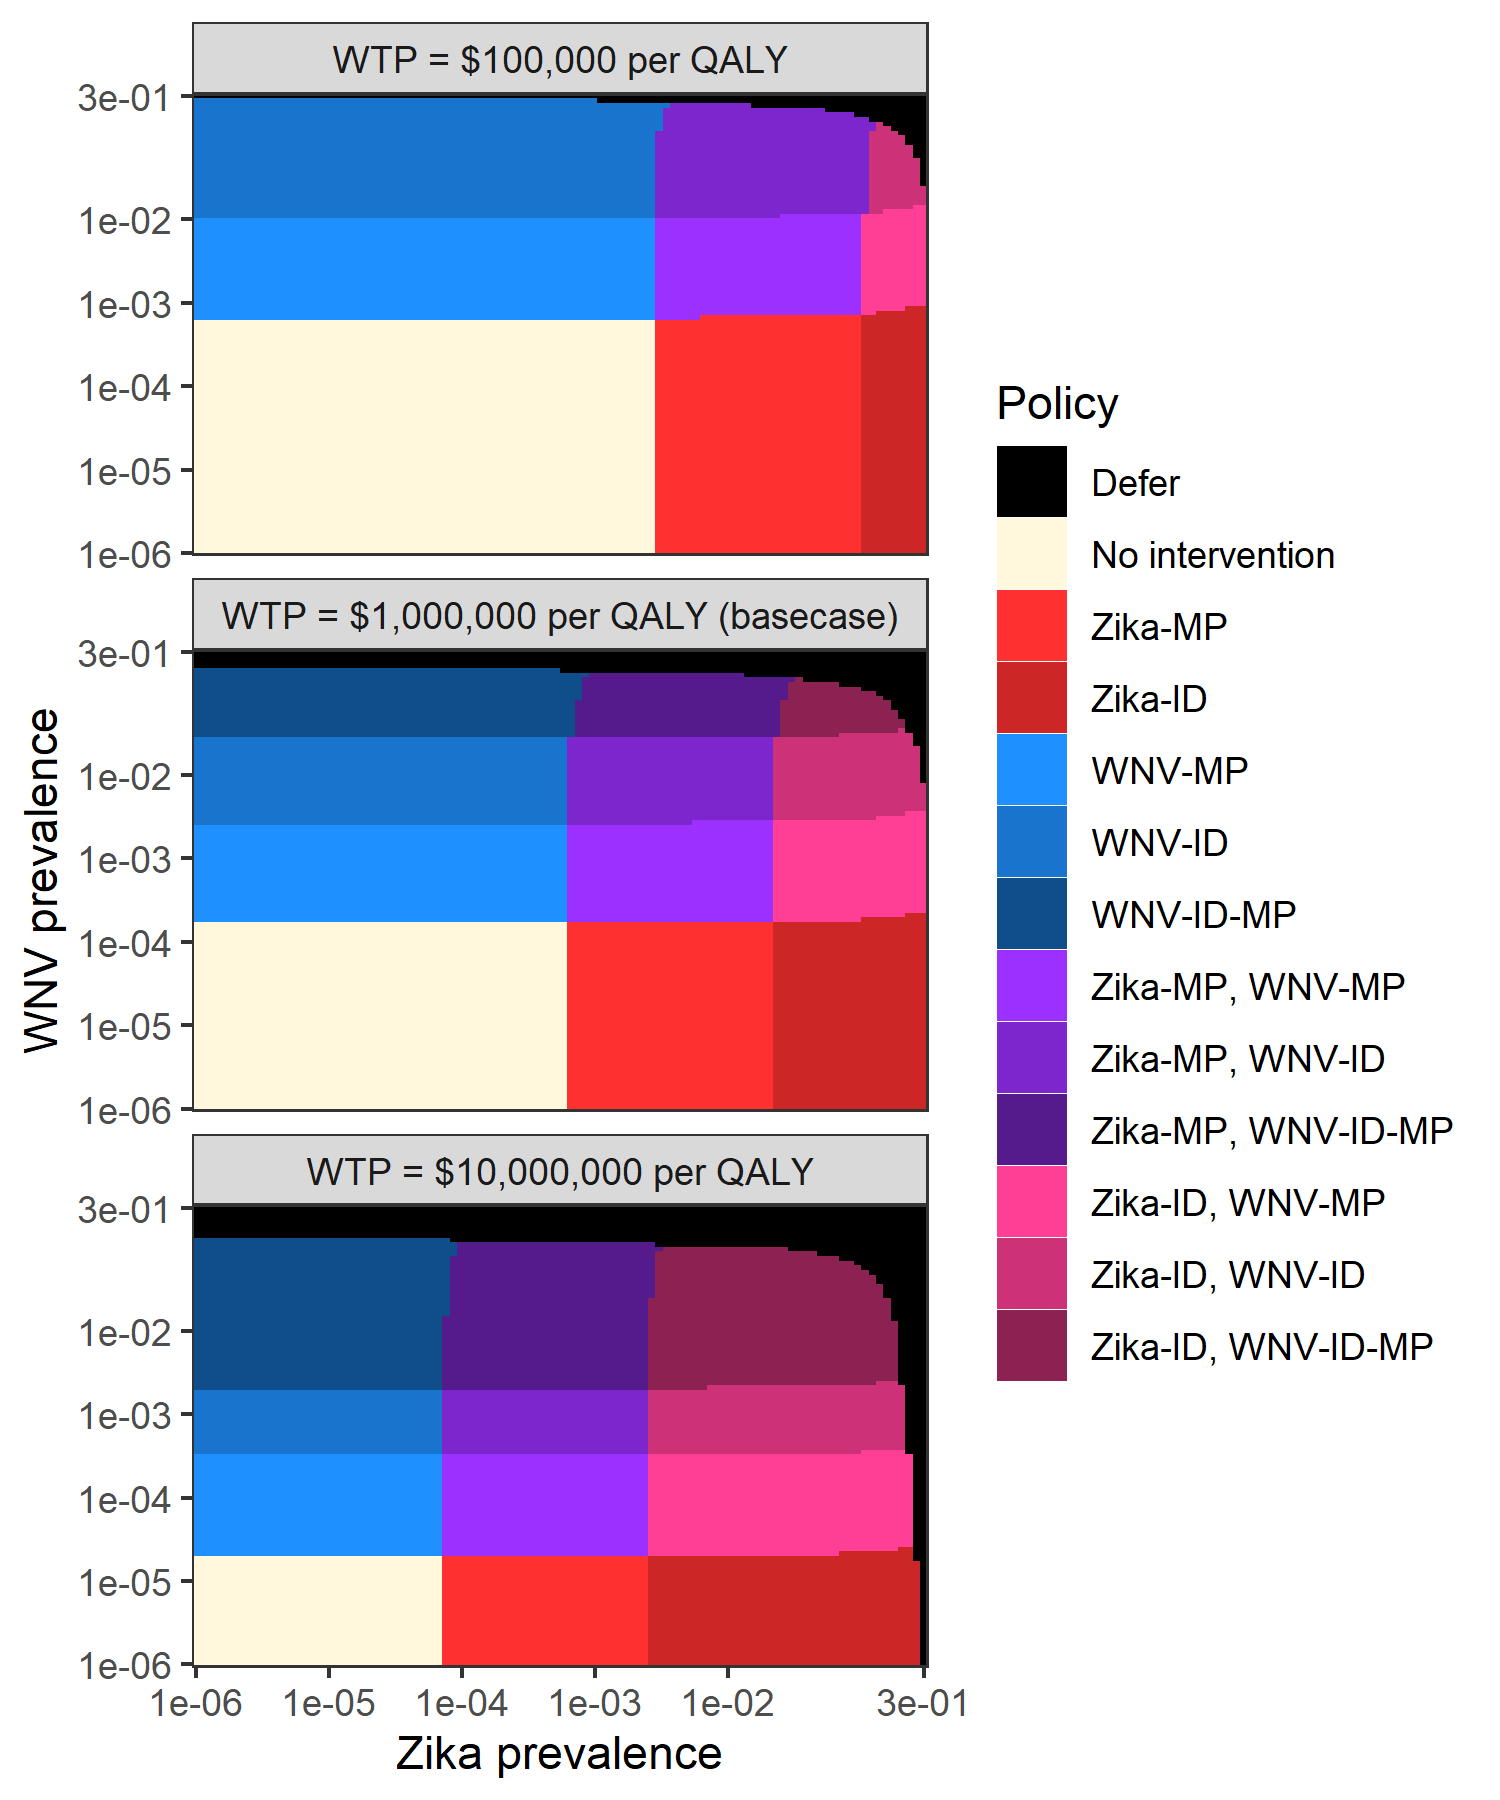 WTP = $100,000 per QALY
3e-01
1e-02
1e-03
1e-04
1e-05
1e-06
WTP = $1,000,000 per QALY (basecase)
3e-01
1e-02
1e-03
1e-04
1e-05
1e-06
WTP = $10,000,000 per QALY
3e-01
1e-02
1e-03
1e-04
1e-05
1e-06
1e-06 1e-05 1e-04 1e-03 1e-02 3e-01
Zika prevalence
WNV prevalence
Policy
Defer
No intervention
Zika-MP
Zika-ID
WNV-MP
WNV-ID
WNV-ID-MP
Zika-MP, WNV-MP
Zika-MP, WNV-ID
Zika-MP, WNV-ID-MP
Zika-ID, WNV-MP
Zika-ID, WNV-ID
Zika-ID, WNV-ID-MP